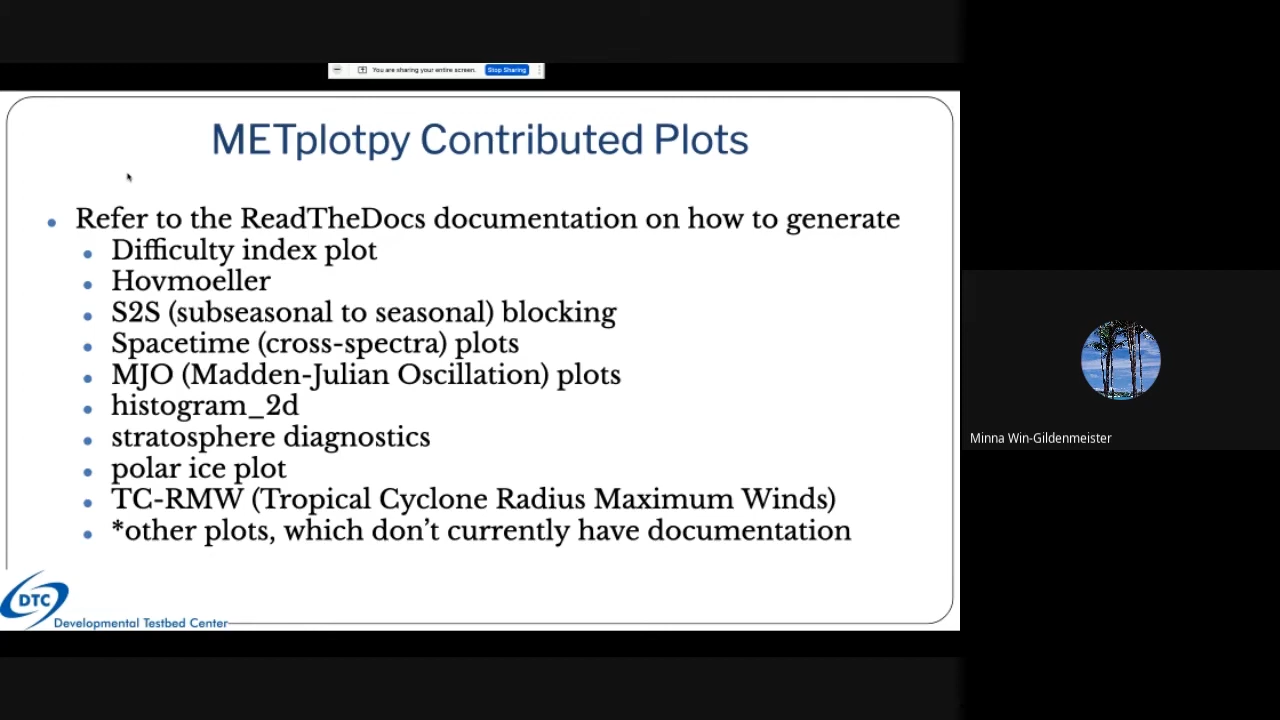 You are sharing your entire screen. Stop Sharing
METplotpy Contributed Plots
Refer to the ReadTheDocs documentation on how to generate
Difficulty index plot
Hovmoeller
S2S (subseasonal to seasonal) blocking
Spacetime (cross-spectra) plots
MJO (Madden-Julian Oscillation) plots
histogram_2d
stratosphere diagnostics
polar ice plot
TC-RMW (Tropical Cyclone Radius Maximum Winds)
*other plots, which don’t currently have documentation
DTC
Developmental Testbed Center
Minna Win-Gildenmeister